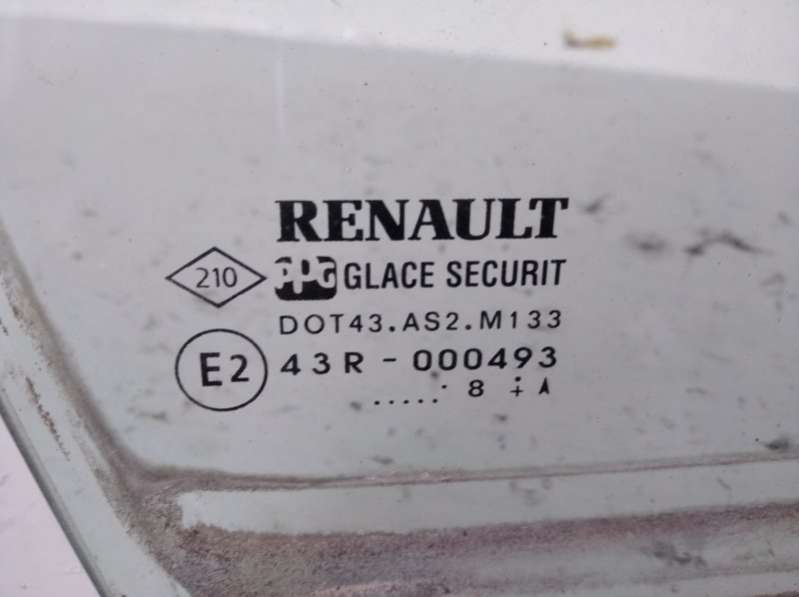 RENAULT
210 PPG GLACE SECURIT
DOT43.AS2.M133
E2 43R - 000493
..... 8 A